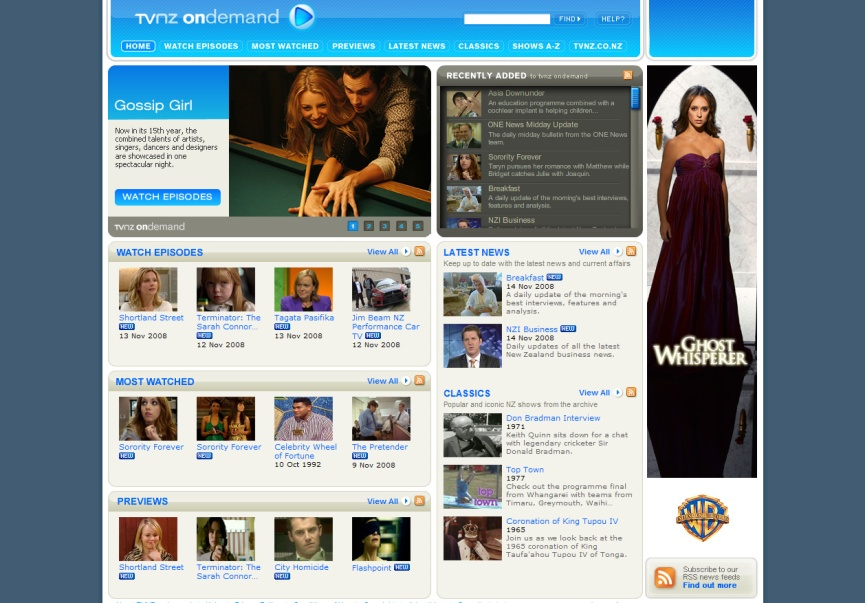 TVNZ ondemand
FIND
HELP?
HOME
WATCH EPISODES
MOST WATCHED
PREVIEWS
LATEST NEWS
CLASSICS
SHOWS A-Z
TVNZ.CO.NZ
Gossip Girl
Now in its 15th year, the
combined talents of artists,
singers, dancers and designers
are showcased in one
spectacular night.
WATCH EPISODES
TVNZ ondemand
1 2 3 4 5
RECENTLY ADDED to tvnz ondemand
Asia Downunder
An education programme combined with a
cochlear implant is helping children...
ONE News Midday Update
The daily midday bulletin from the ONE News
team.
Sorority Forever
Taryn pursues her romance with Matthew while
Bridget catches Julie with Joaquin.
Breakfast
A daily update of the morning's best interviews,
features and analysis.
NZI Business
WATCH EPISODES
View All
Shortland Street
NEW
13 Nov 2008
Terminator: The
Sarah Connor...
NEW
12 Nov 2008
Tagata Pasifika
NEW
13 Nov 2008
Jim Beam NZ
Performance Car
TV NEW
12 Nov 2008
MOST WATCHED
View All
Sorority Forever
NEW
Sorority Forever
NEW
Celebrity Wheel
of Fortune
10 Oct 1992
The Pretender
NEW
9 Nov 2008
PREVIEWS
View All
Shortland Street
NEW
Terminator: The
Sarah Connor...
City Homicide
NEW
Flashpoint NEW
LATEST NEWS
View All
Keep up to date with the latest news and current affairs
Breakfast NEW
14 Nov 2008
A daily update of the morning's
best interviews, features and
analysis.
NZI Business NEW
14 Nov 2008
Daily updates of all the latest
New Zealand business news.
CLASSICS
View All
Popular and iconic NZ shows from the archive
Don Bradman Interview
1971
Keith Quinn sits down for a chat
with legendary cricketer Sir
Donald Bradman.
top
town
Top Town
1977
Check out the programme final
from Whangarei with teams from
Timaru, Greymouth, Waihi...
Coronation of King Tupou IV
1965
Join us as we look back at the
1965 coronation of King
Taufa'ahou Tupou IV of Tonga.
GHOST
WHISPERER
WB
Subscribe to our
RSS news feeds
Find out more